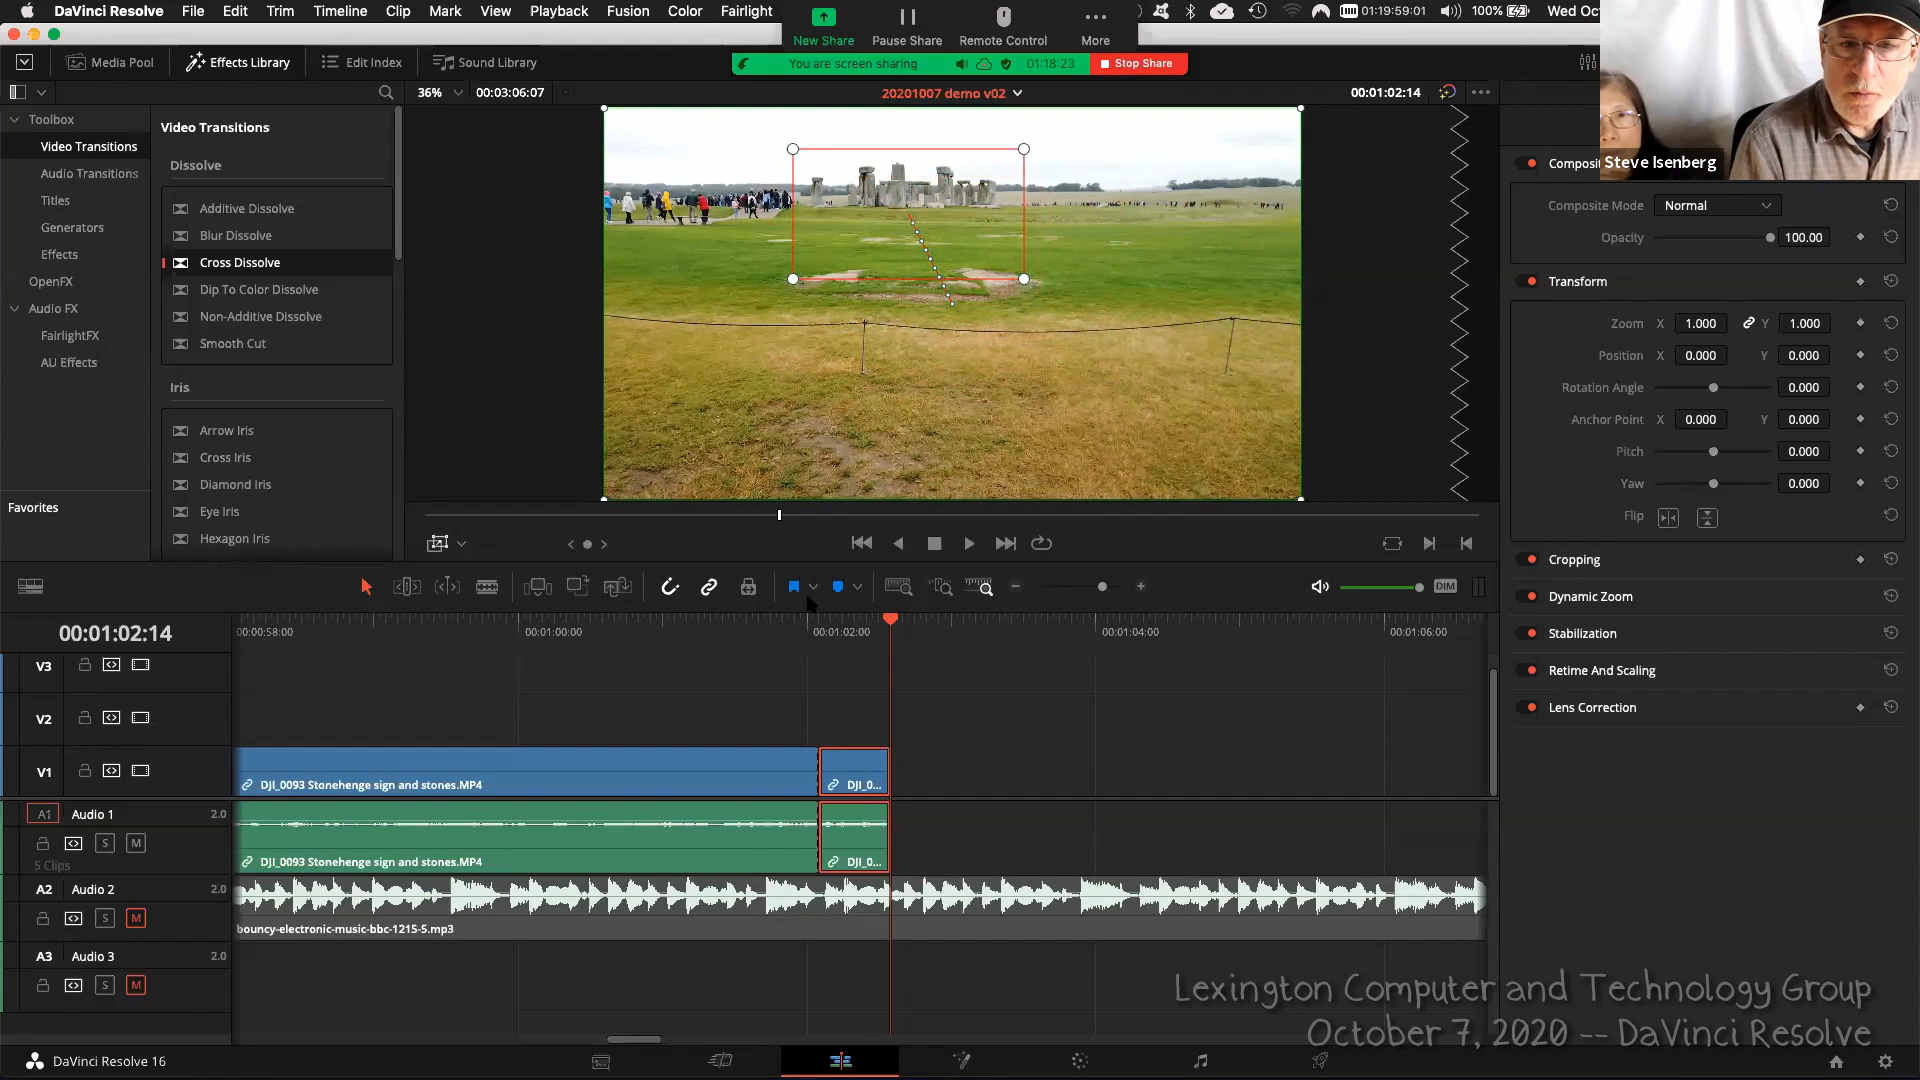 DaVinci Resolve File Edit Trim Timeline Clip Mark View Playback Fusion Color Fairlight
01:19:59:01 100% Wed Oc
New Share Pause Share Remote Control More
You are screen sharing 01:18:23 Stop Share
Media Pool Effects Library Edit Index Sound Library
36% 00:03:06:07 20201007 demo v02 00:01:02:14
Steve Isenberg
Toolbox
Video Transitions
Audio Transitions
Titles
Generators
Effects
OpenFX
Audio FX
FairlightFX
AU Effects
Favorites
Video Transitions
Dissolve
Additive Dissolve
Blur Dissolve
Cross Dissolve
Dip To Color Dissolve
Non-Additive Dissolve
Smooth Cut
Iris
Arrow Iris
Cross Iris
Diamond Iris
Eye Iris
Hexagon Iris
Composi
Composite Mode Normal
Opacity 100.00
Transform
Zoom X 1.000 Y 1.000
Position X 0.000 Y 0.000
Rotation Angle 0.000
Anchor Point X 0.000 Y 0.000
Pitch 0.000
Yaw 0.000
Flip
Cropping
Dynamic Zoom
Stabilization
Retime And Scaling
Lens Correction
DIM
00:01:02:14
00:00:58:00 00:01:00:00 00:01:02:00 00:01:04:00 00:01:06:00
V3
V2
V1
DJI_0093 Stonehenge sign and stones.MP4 DJI_0...
A1 Audio 1 2.0
S M
5 Clips
DJI_0093 Stonehenge sign and stones.MP4 DJI_0...
A2 Audio 2 2.0
S M
bouncy-electronic-music-bbc-1215-5.mp3
A3 Audio 3 2.0
S M
Lexington Computer and Technology Group
October 7, 2020 -- DaVinci Resolve
DaVinci Resolve 16